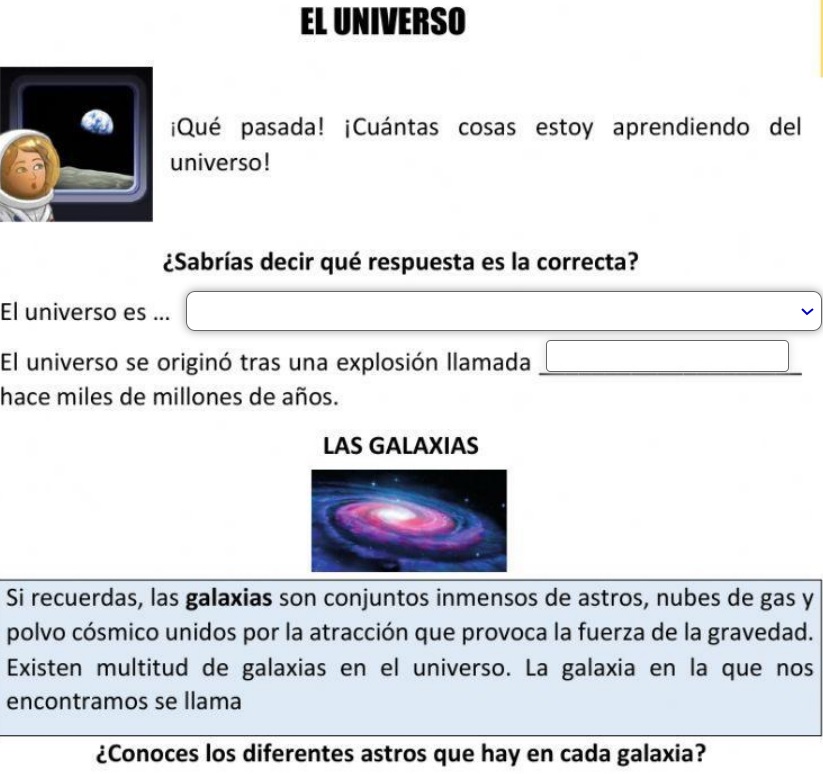 EL UNIVERSO
¡Qué pasada! ¡Cuántas cosas estoy aprendiendo del
universo!
¿Sabrías decir qué respuesta es la correcta?
El universo es ...
El universo se originó tras una explosión llamada
hace miles de millones de años.
LAS GALAXIAS
Si recuerdas, las galaxias son conjuntos inmensos de astros, nubes de gas y
polvo cósmico unidos por la atracción que provoca la fuerza de la gravedad.
Existen multitud de galaxias en el universo. La galaxia en la que nos
encontramos se llama
¿Conoces los diferentes astros que hay en cada galaxia?